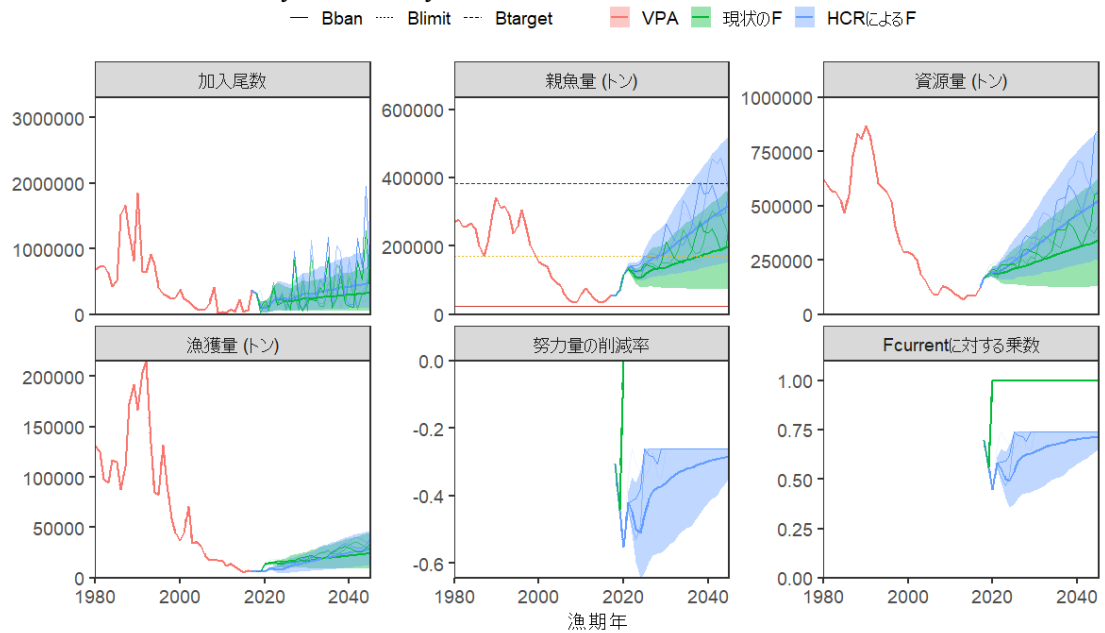 Bban Blimit Btarget VPA 現状のF HCRによるF
加入尾数 親魚量 (トン) 資源量 (トン)
3000000 600000 1000000
2000000 400000 750000
1000000 200000 500000
0 0 250000
0
漁獲量 (トン) 努力量の削減率 Fcurrentに対する乗数
200000 0.0 1.00
150000 -0.2 0.75
100000 -0.4 0.50
50000 -0.6 0.25
0 0.00
1980 2000 2020 2040 1980 2000 2020 2040 1980 2000 2020 2040
漁期年